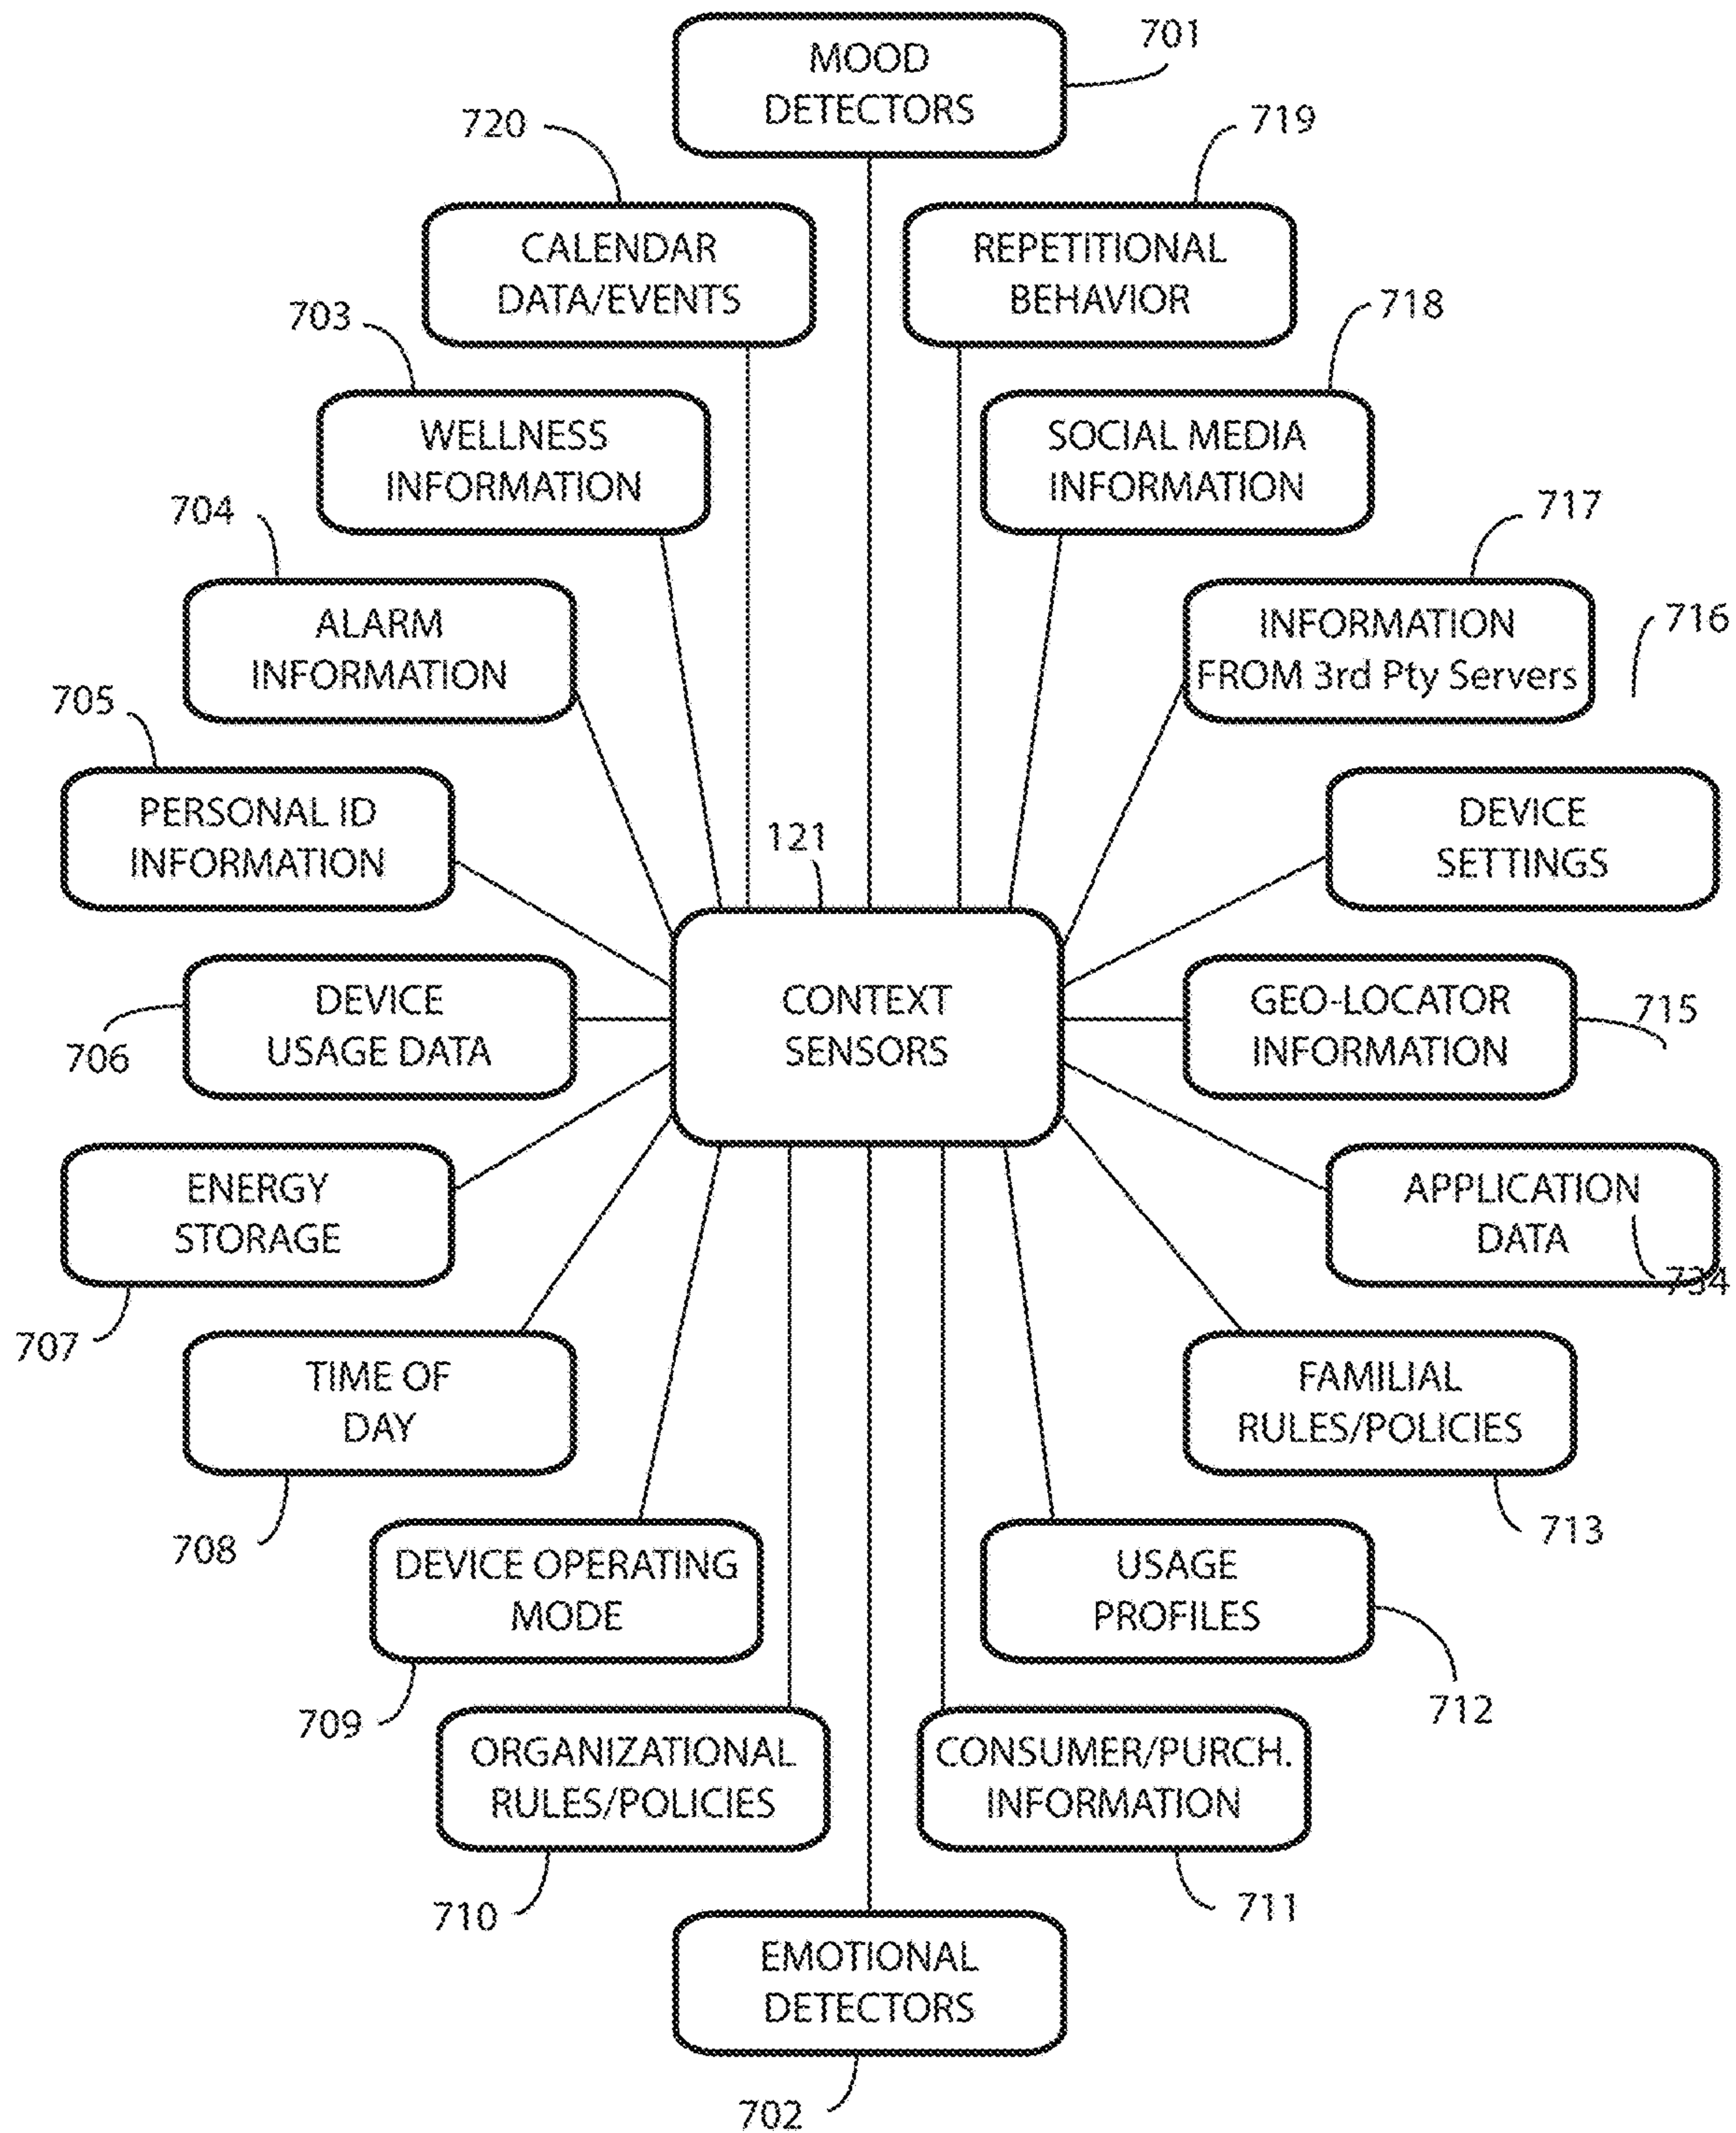 701
MOOD
DETECTORS
720
719
CALENDAR
DATA/EVENTS
REPETITIONAL
BEHAVIOR
703
718
WELLNESS
INFORMATION
SOCIAL MEDIA
INFORMATION
704
717
ALARM
INFORMATION
INFORMATION
FROM 3rd Pty Servers
716
705
PERSONAL ID
INFORMATION
121
DEVICE
SETTINGS
DEVICE
USAGE DATA
706
CONTEXT
SENSORS
GEO-LOCATOR
INFORMATION
715
ENERGY
STORAGE
707
APPLICATION
DATA
734
TIME OF
DAY
708
FAMILIAL
RULES/POLICIES
713
DEVICE OPERATING
MODE
709
USAGE
PROFILES
712
ORGANIZATIONAL
RULES/POLICIES
710
CONSUMER/PURCH.
INFORMATION
711
EMOTIONAL
DETECTORS
702